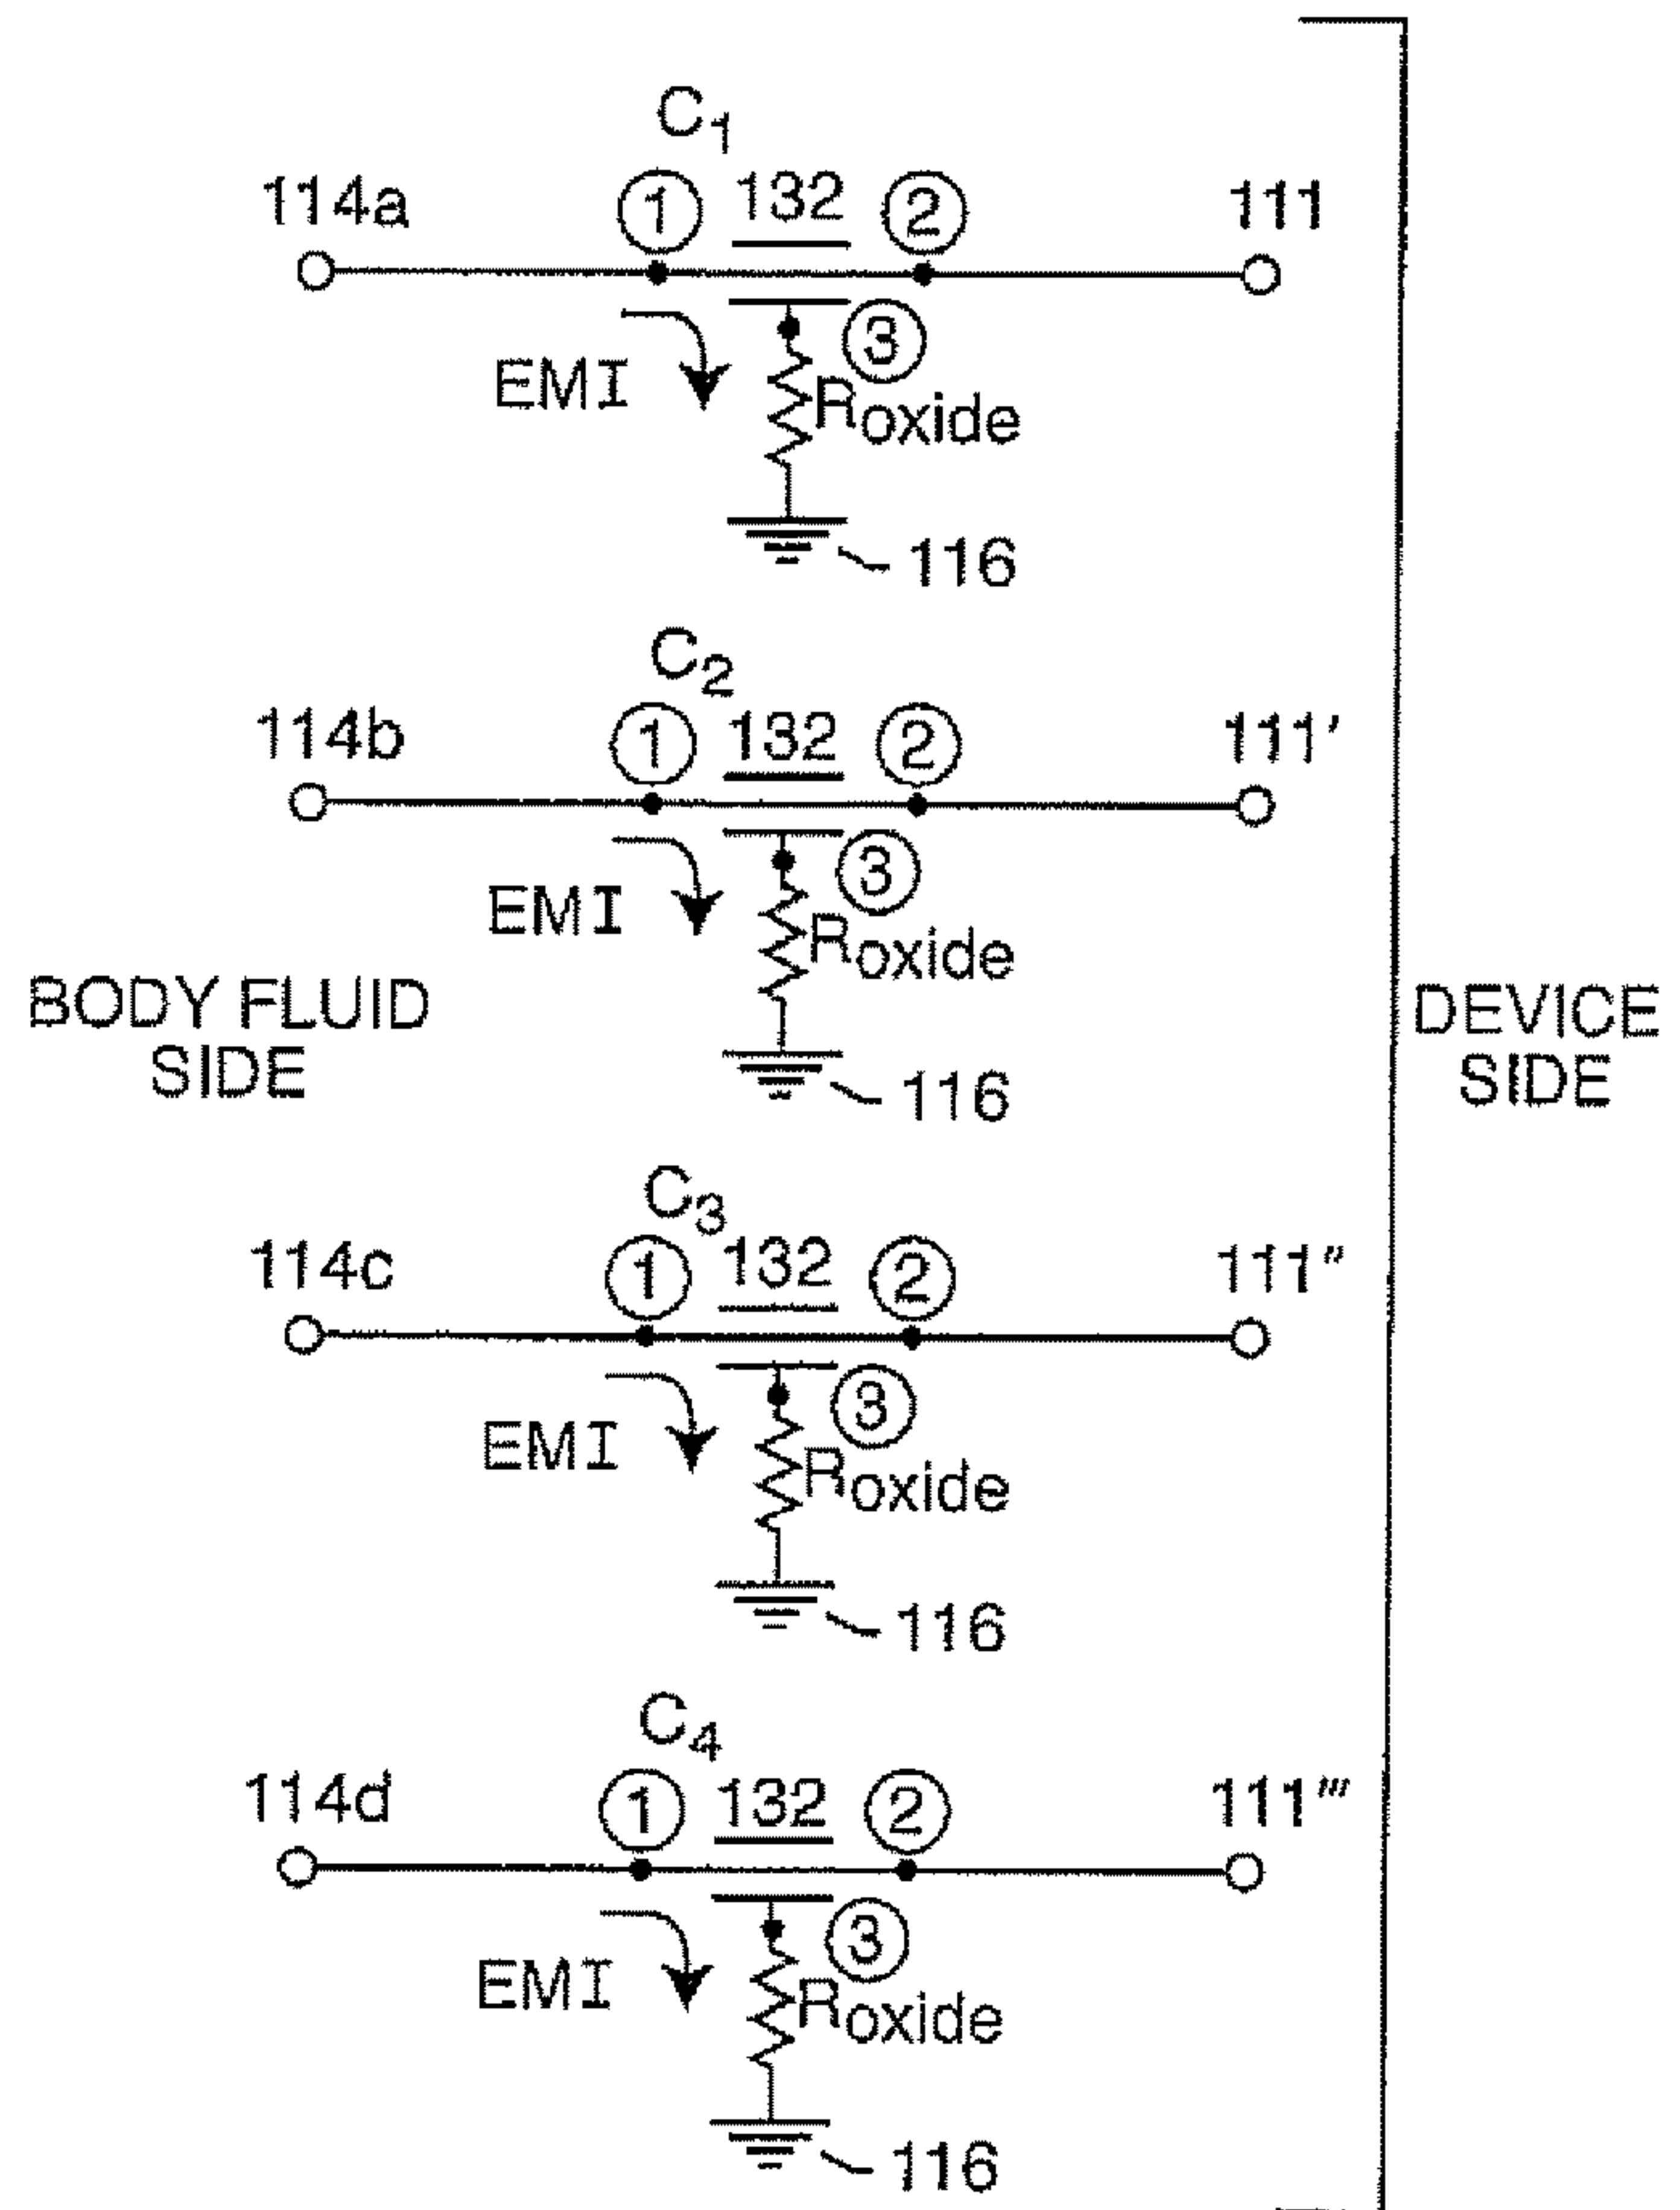 C1
114a 1 132 2 111
3
EMI Roxide
116
C2
114b 1 132 2 111'
3
EMI Roxide
BODY FLUID SIDE
DEVICE SIDE
116
C3
114c 1 132 2 111"
3
EMI Roxide
116
C4
114d 1 132 2 111'''
3
EMI Roxide
116